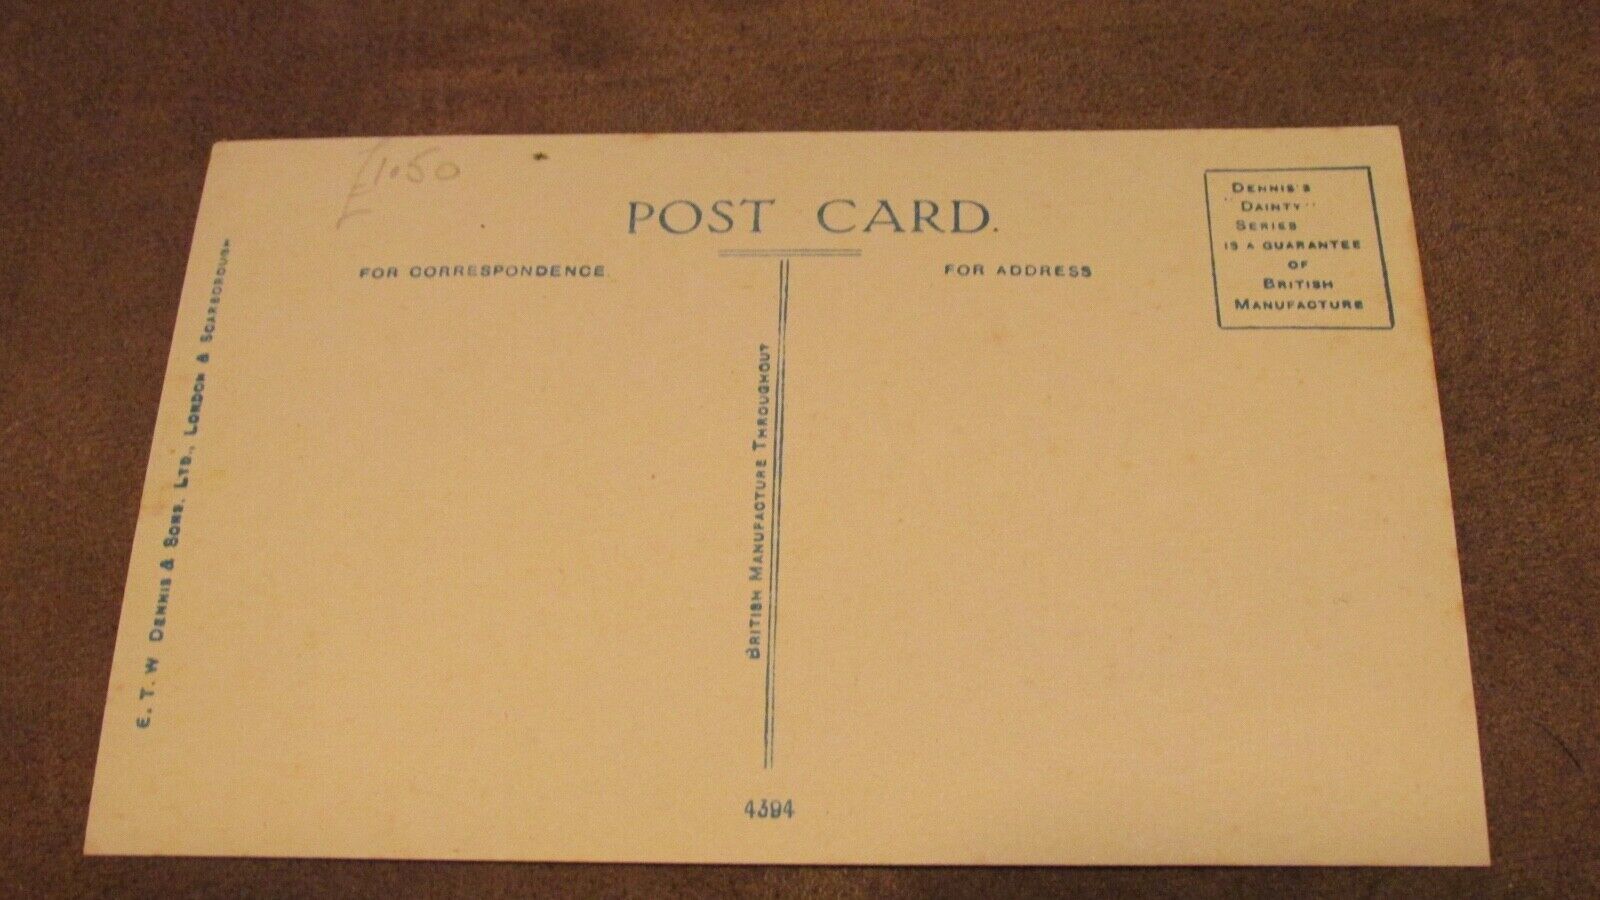 £1.50
POST CARD.
FOR CORRESPONDENCE.
FOR ADDRESS
DENNIS'S
"DAINTY"
SERIES
IS A GUARANTEE
OF
BRITISH
MANUFACTURE
E. T. W DENNIS & SONS. LTD., LONDON & SCARBOROUGH
BRITISH MANUFACTURE THROUGHOUT
4394